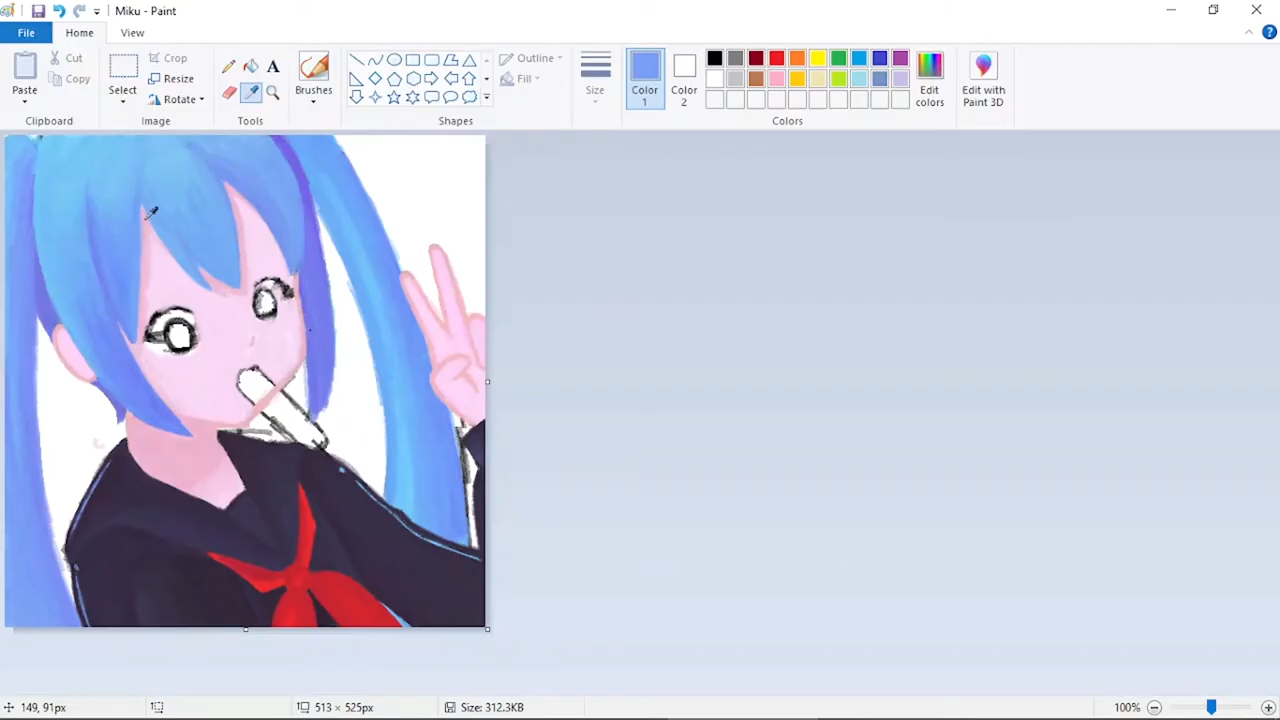 Miku - Paint
File
Home
View
Paste
Cut
Copy
Clipboard
Select
Crop
Resize
Rotate
Image
A
Tools
Brushes
Outline
Fill
Shapes
Size
Color
1
Color
2
Edit
colors
Colors
Edit with
Paint 3D
149, 91px
513 × 525px
Size: 312.3KB
100%